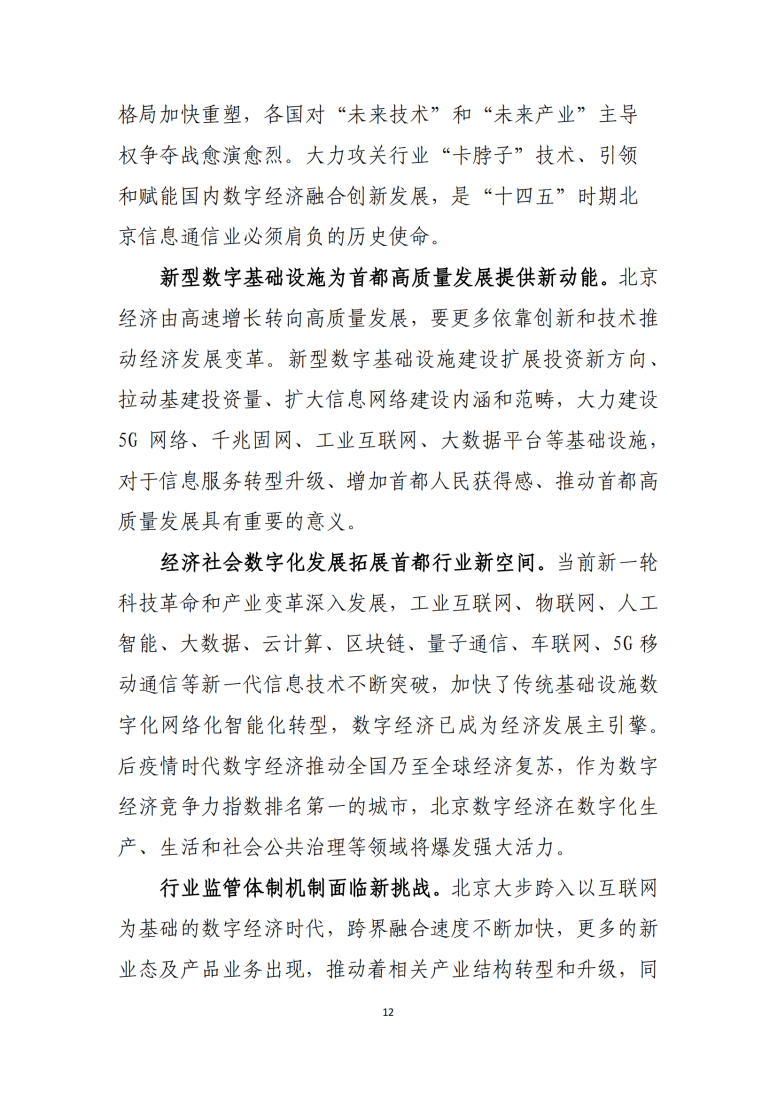 格局加快重塑，各国对“未来技术”和“未来产业”主导
权争夺战愈演愈烈。大力攻关行业“卡脖子”技术、引领
和赋能国内数字经济融合创新发展，是“十四五”时期北
京信息通信业必须肩负的历史使命。
新型数字基础设施为首都高质量发展提供新动能。北京
经济由高速增长转向高质量发展，要更多依靠创新和技术推
动经济发展变革。新型数字基础设施建设扩展投资新方向、
拉动基建投资量、扩大信息网络建设内涵和范畴，大力建设
5G 网络、千兆固网、工业互联网、大数据平台等基础设施，
对于信息服务转型升级、增加首都人民获得感、推动首都高
质量发展具有重要的意义。
经济社会数字化发展拓展首都行业新空间。当前新一轮
科技革命和产业变革深入发展，工业互联网、物联网、人工
智能、大数据、云计算、区块链、量子通信、车联网、5G 移
动通信等新一代信息技术不断突破，加快了传统基础设施数
字化网络化智能化转型，数字经济已成为经济发展主引擎。
后疫情时代数字经济推动全国乃至全球经济复苏，作为数字
经济竞争力指数排名第一的城市，北京数字经济在数字化生
产、生活和社会公共治理等领域将爆发强大活力。
行业监管体制机制面临新挑战。北京大步跨入以互联网
为基础的数字经济时代，跨界融合速度不断加快，更多的新
业态及产品业务出现，推动着相关产业结构转型和升级，同
12